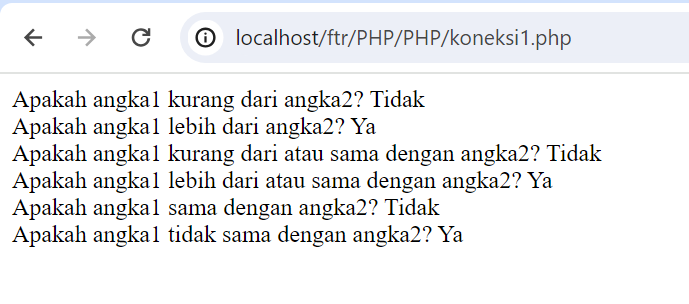 localhost/ftr/PHP/PHP/koneksi1.php
Apakah angka1 kurang dari angka2? Tidak
Apakah angka1 lebih dari angka2? Ya
Apakah angka1 kurang dari atau sama dengan angka2? Tidak
Apakah angka1 lebih dari atau sama dengan angka2? Ya
Apakah angka1 sama dengan angka2? Tidak
Apakah angka1 tidak sama dengan angka2? Ya